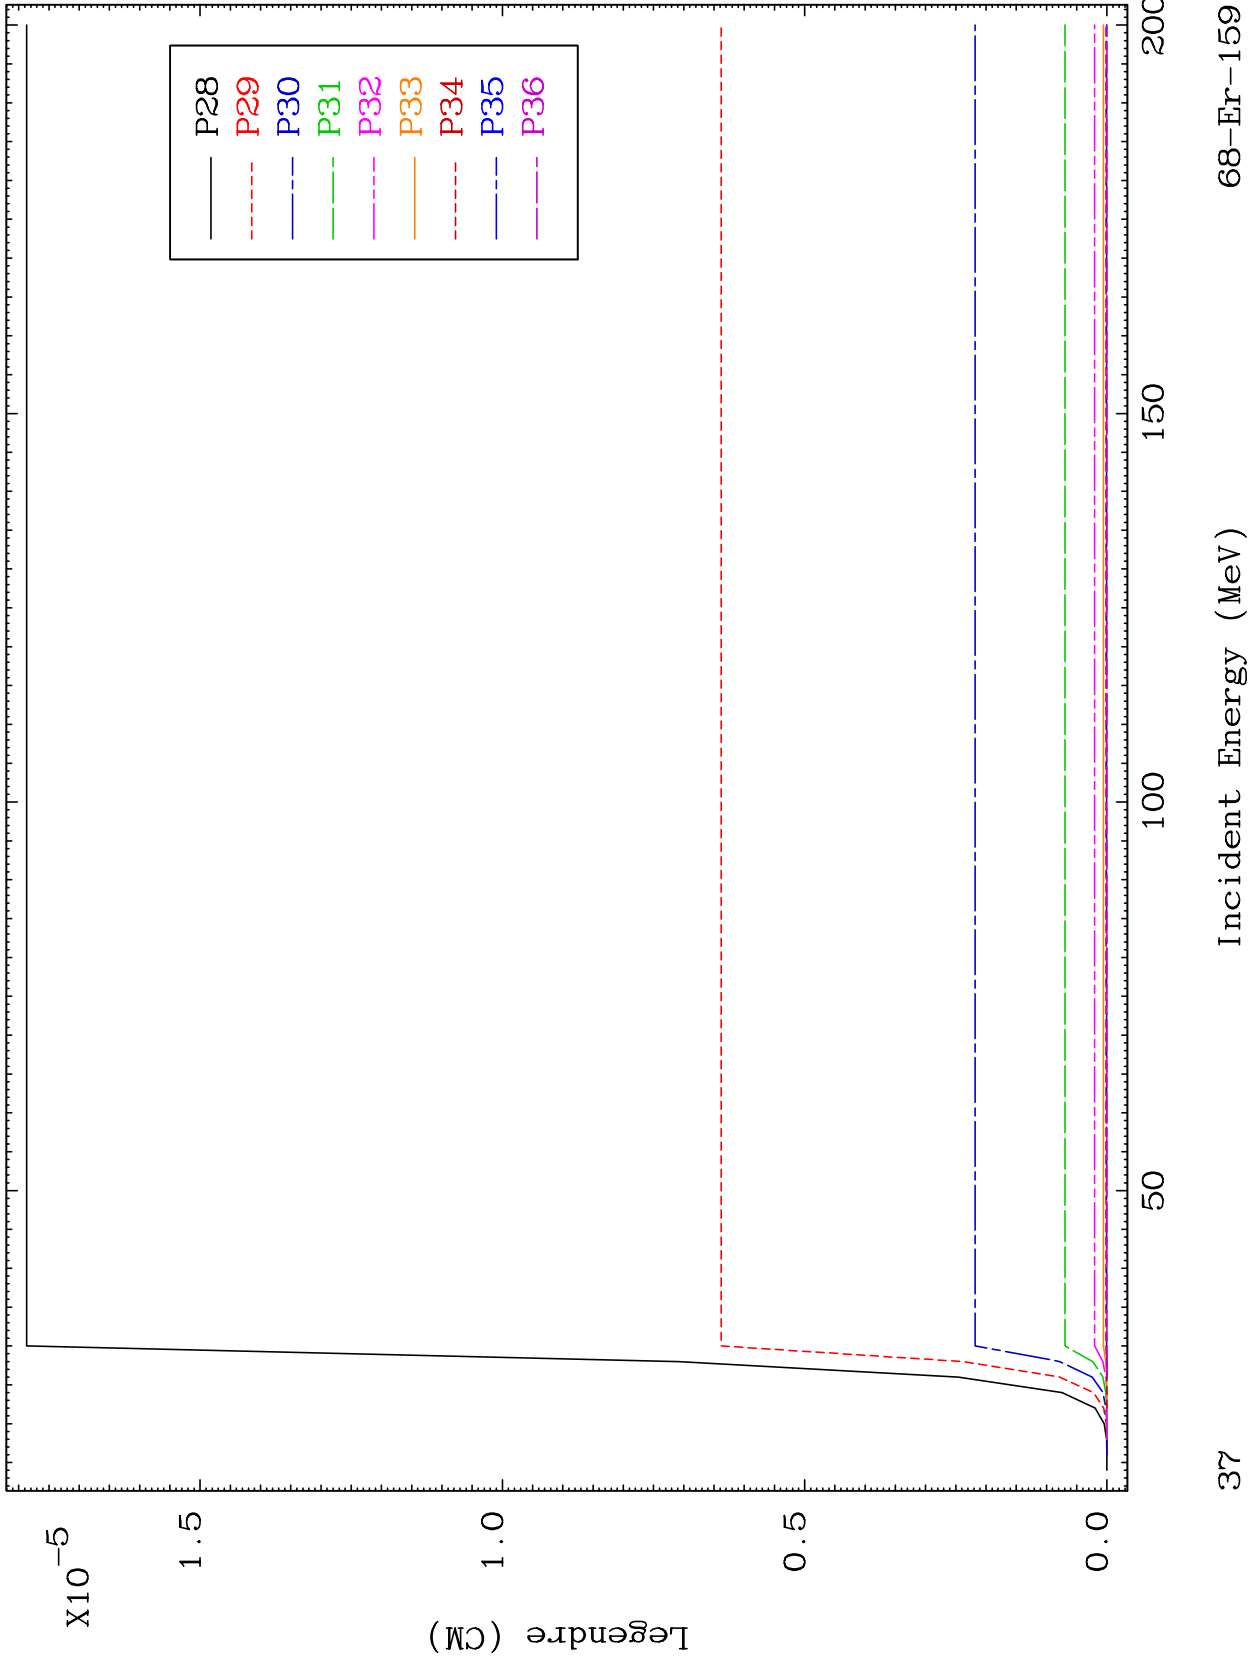 X10⁻⁵
Legendre (CM)
1.5
1.0
0.5
0.0
P28
P29
P30
P31
P32
P33
P34
P35
P36
50
100
150
200
Incident Energy (MeV)
37
68-Er-159